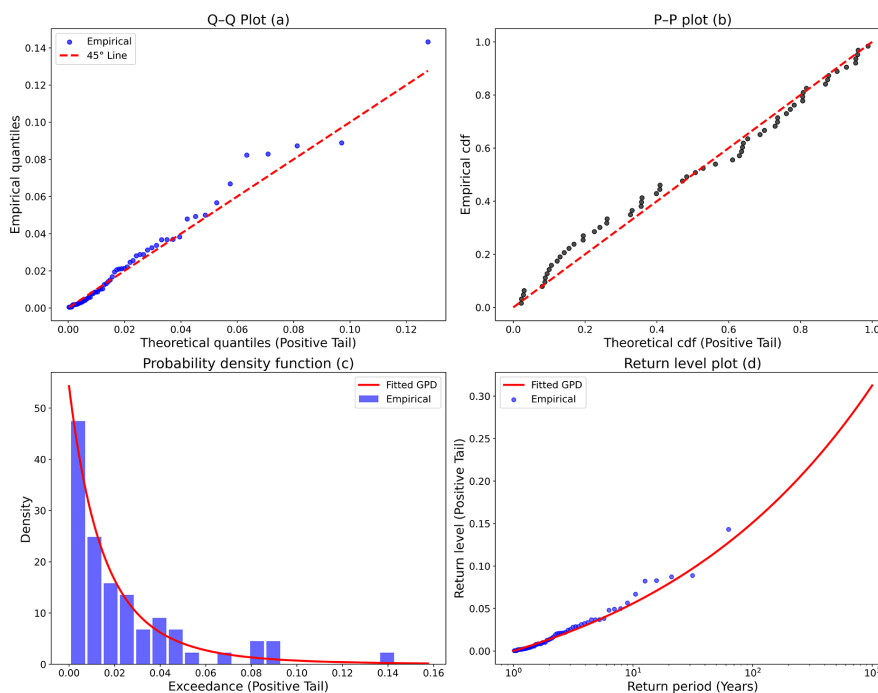 Q–Q Plot (a)
Empirical
45° Line
0.14
0.12
0.10
0.08
0.06
0.04
0.02
0.00
Empirical quantiles
0.00 0.02 0.04 0.06 0.08 0.10 0.12
Theoretical quantiles (Positive Tail)
P–P plot (b)
1.0
0.8
0.6
0.4
0.2
0.0
Empirical cdf
0.0 0.2 0.4 0.6 0.8 1.0
Theoretical cdf (Positive Tail)
Probability density function (c)
Fitted GPD
Empirical
50
40
30
20
10
0
Density
0.00 0.02 0.04 0.06 0.08 0.10 0.12 0.14 0.16
Exceedance (Positive Tail)
Return level plot (d)
Fitted GPD
Empirical
0.30
0.25
0.20
0.15
0.10
0.05
0.00
Return level (Positive Tail)
10⁰ 10¹ 10² 10³
Return period (Years)